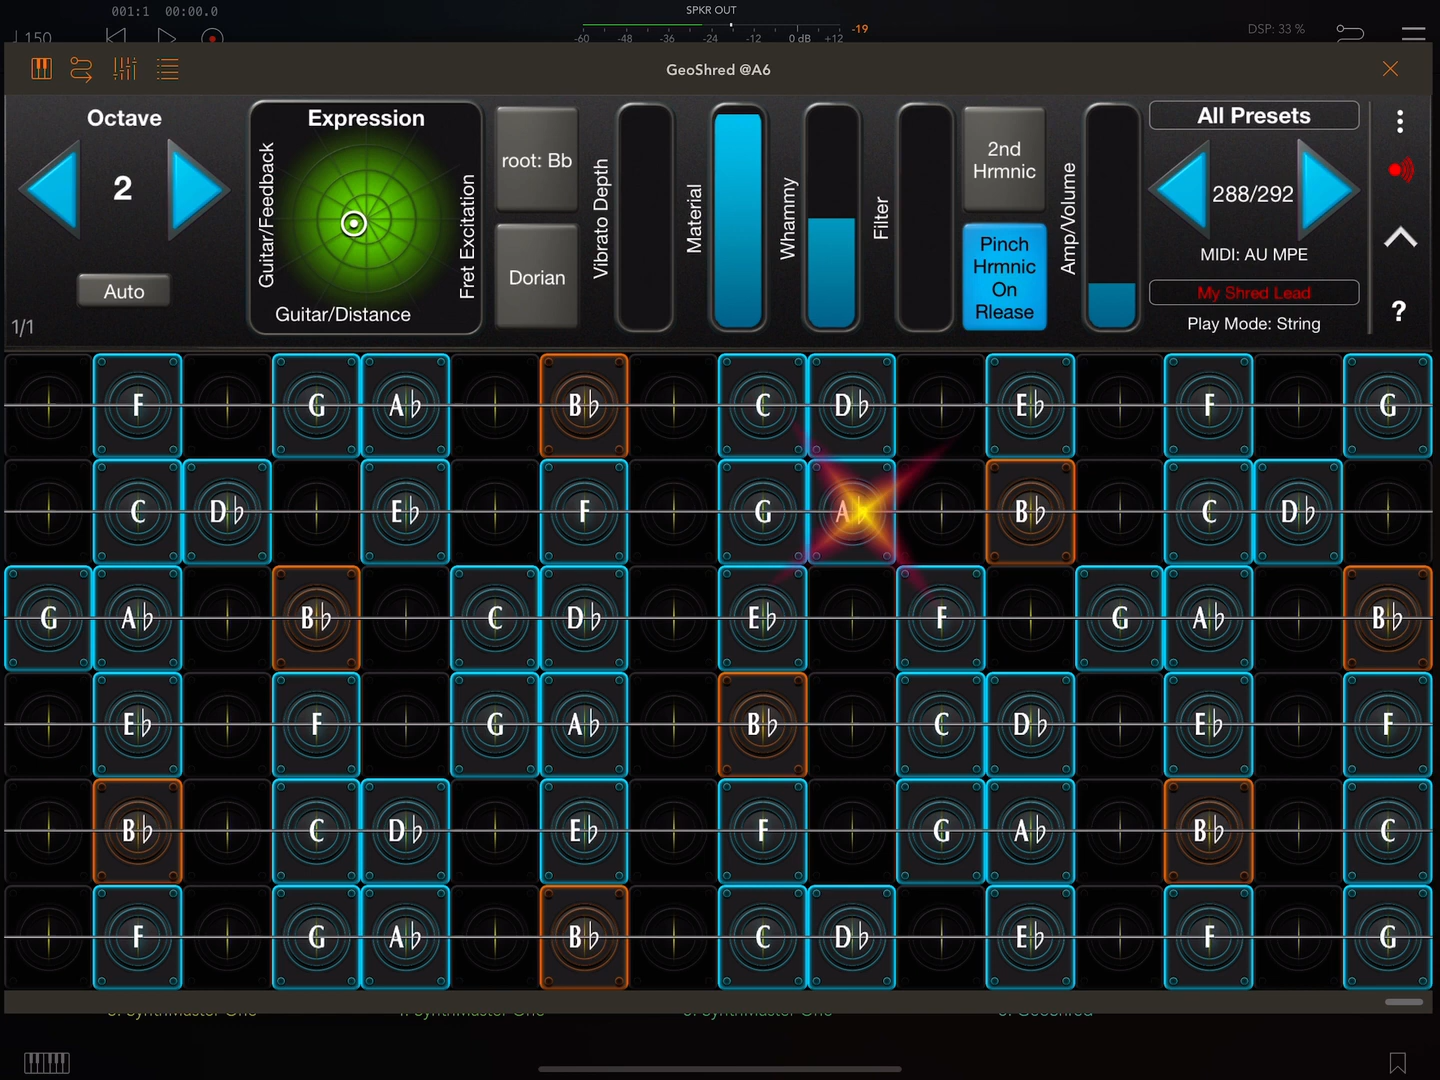 001:1 00:00.0 SPKR OUT
♩150 -60 -48 -36 -24 -12 0 dB +12 -19 DSP: 33 %
GeoShred @A6
Octave
2
Auto
1/1
Expression
Guitar/Feedback
Fret Excitation
Guitar/Distance
root: Bb
Dorian
Vibrato Depth
Material
Whammy
Filter
2nd
Hrmnic
Pinch
Hrmnic
On
Rlease
Amp/Volume
All Presets
288/292
MIDI: AU MPE
My Shred Lead
Play Mode: String
?
F G A♭ B♭ C D♭ E♭ F G
C D♭ E♭ F G A♭ B♭ C D♭
G A♭ B♭ C D♭ E♭ F G A♭ B♭
E♭ F G A♭ B♭ C D♭ E♭ F
B♭ C D♭ E♭ F G A♭ B♭ C
F G A♭ B♭ C D♭ E♭ F G